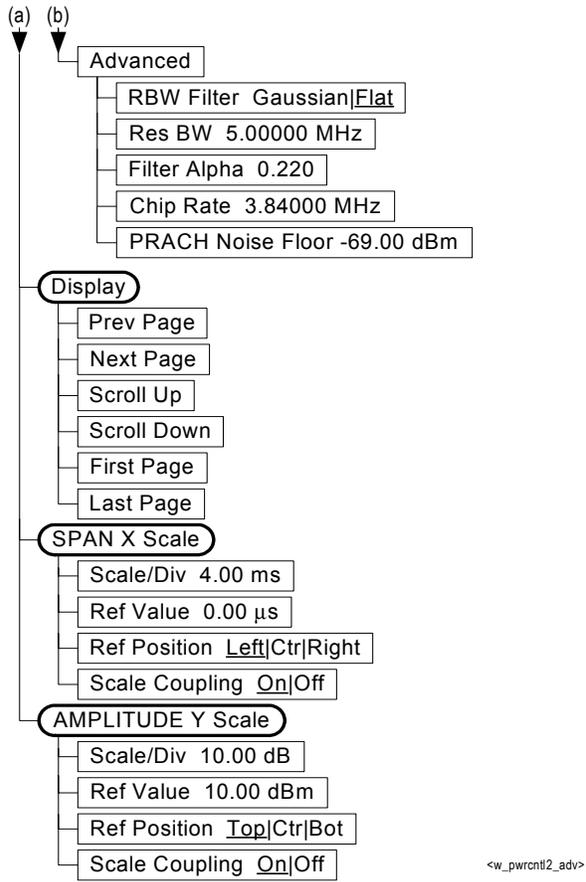 (a) (b)
Advanced
RBW Filter Gaussian|Flat
Res BW 5.00000 MHz
Filter Alpha 0.220
Chip Rate 3.84000 MHz
PRACH Noise Floor -69.00 dBm
Display
Prev Page
Next Page
Scroll Up
Scroll Down
First Page
Last Page
SPAN X Scale
Scale/Div 4.00 ms
Ref Value 0.00 μs
Ref Position Left|Ctr|Right
Scale Coupling On|Off
AMPLITUDE Y Scale
Scale/Div 10.00 dB
Ref Value 10.00 dBm
Ref Position Top|Ctr|Bot
Scale Coupling On|Off
<w_pwrcntl2_adv>